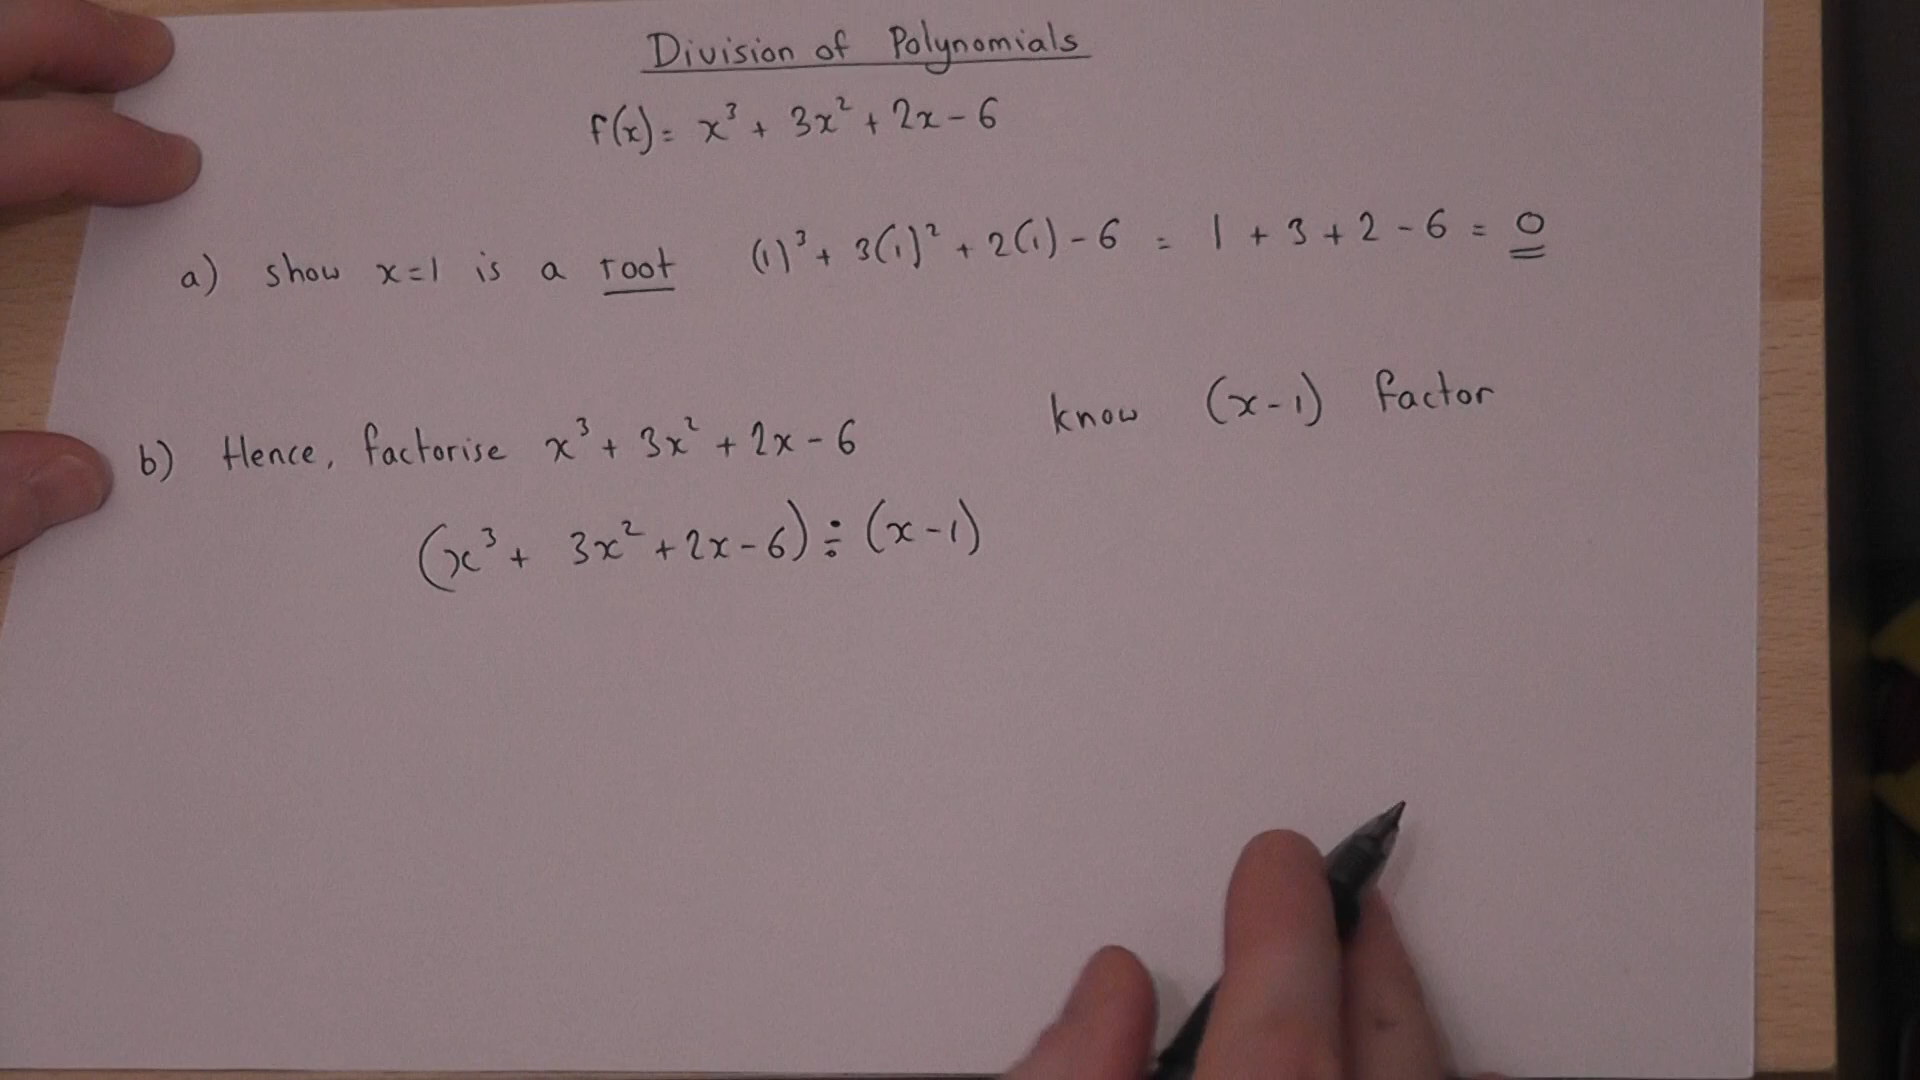 Division of Polynomials
f(x) = x³ + 3x² + 2x - 6
a) show x=1 is a root (1)³ + 3(1)² + 2(1) - 6 = 1 + 3 + 2 - 6 = 0
know (x-1) factor
b) Hence, factorise x³ + 3x² + 2x - 6
(x³ + 3x² + 2x - 6) ÷ (x - 1)